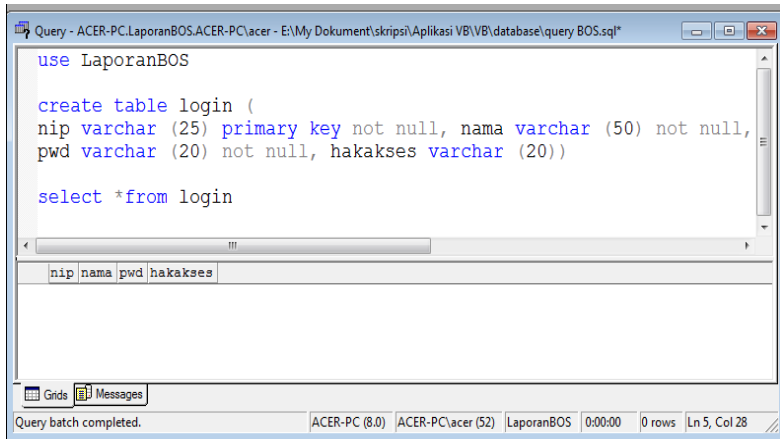 Query - ACER-PC.LaporanBOS.ACER-PC\acer - E:\My Dokument\skripsi\Aplikasi VB\VB\database\query BOS.sql*
use LaporanBOS
create table login (
nip varchar (25) primary key not null, nama varchar (50) not null,
pwd varchar (20) not null, hakakses varchar (20))
select *from login
nip nama pwd hakakses
Grids Messages
Query batch completed. ACER-PC (8.0) ACER-PC\acer (52) LaporanBOS 0:00:00 0 rows Ln 5, Col 28